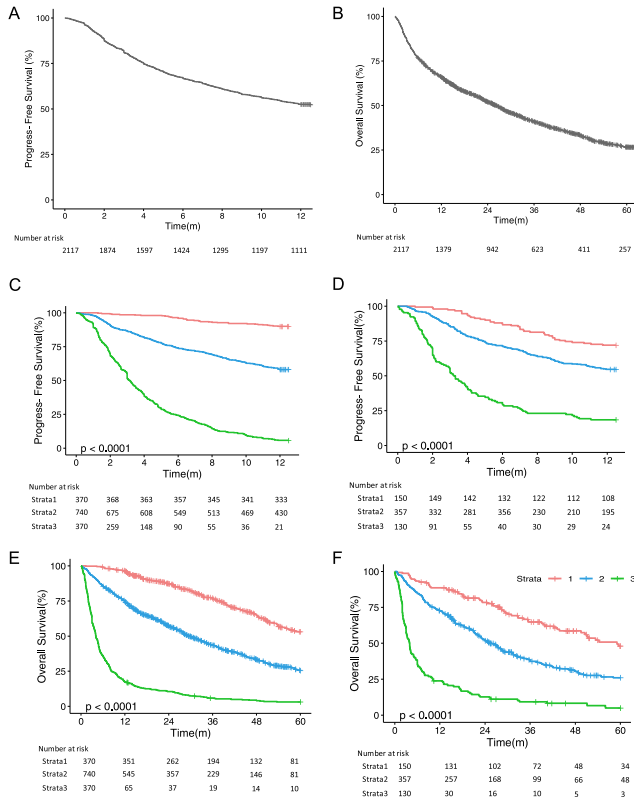 A
Progress- Free Survival (%)
100
75
50
25
0
0 2 4 6 8 10 12
Time(m)
Number at risk
2117 1874 1597 1424 1295 1197 1111
B
Overall Survival (%)
100
75
50
25
0
0 12 24 36 48 60
Time(m)
Number at risk
2117 1379 942 623 411 257
C
Progress- Free Survival(%)
100
75
50
25
0
p < 0.0001
0 2 4 6 8 10 12
Time(m)
Number at risk
Strata1 370 368 363 357 345 341 333
Strata2 740 675 608 549 513 469 430
Strata3 370 259 148 90 55 36 21
D
Progress- Free Survival(%)
100
75
50
25
0
p < 0.0001
0 2 4 6 8 10 12
Time(m)
Number at risk
Strata1 150 149 142 132 122 112 108
Strata2 357 332 281 356 230 210 195
Strata3 130 91 55 40 30 29 24
E
Overall Survival(%)
100
75
50
25
0
p < 0.0001
0 12 24 36 48 60
Time(m)
Number at risk
Strata1 370 351 262 194 132 81
Strata2 740 545 357 229 146 81
Strata3 370 65 37 19 14 10
F
Strata 1 2 3
Overall Survival(%)
100
75
50
25
0
p < 0.0001
0 12 24 36 48 60
Time(m)
Number at risk
Strata1 150 131 102 72 48 34
Strata2 357 257 168 99 66 48
Strata3 130 30 16 10 5 3